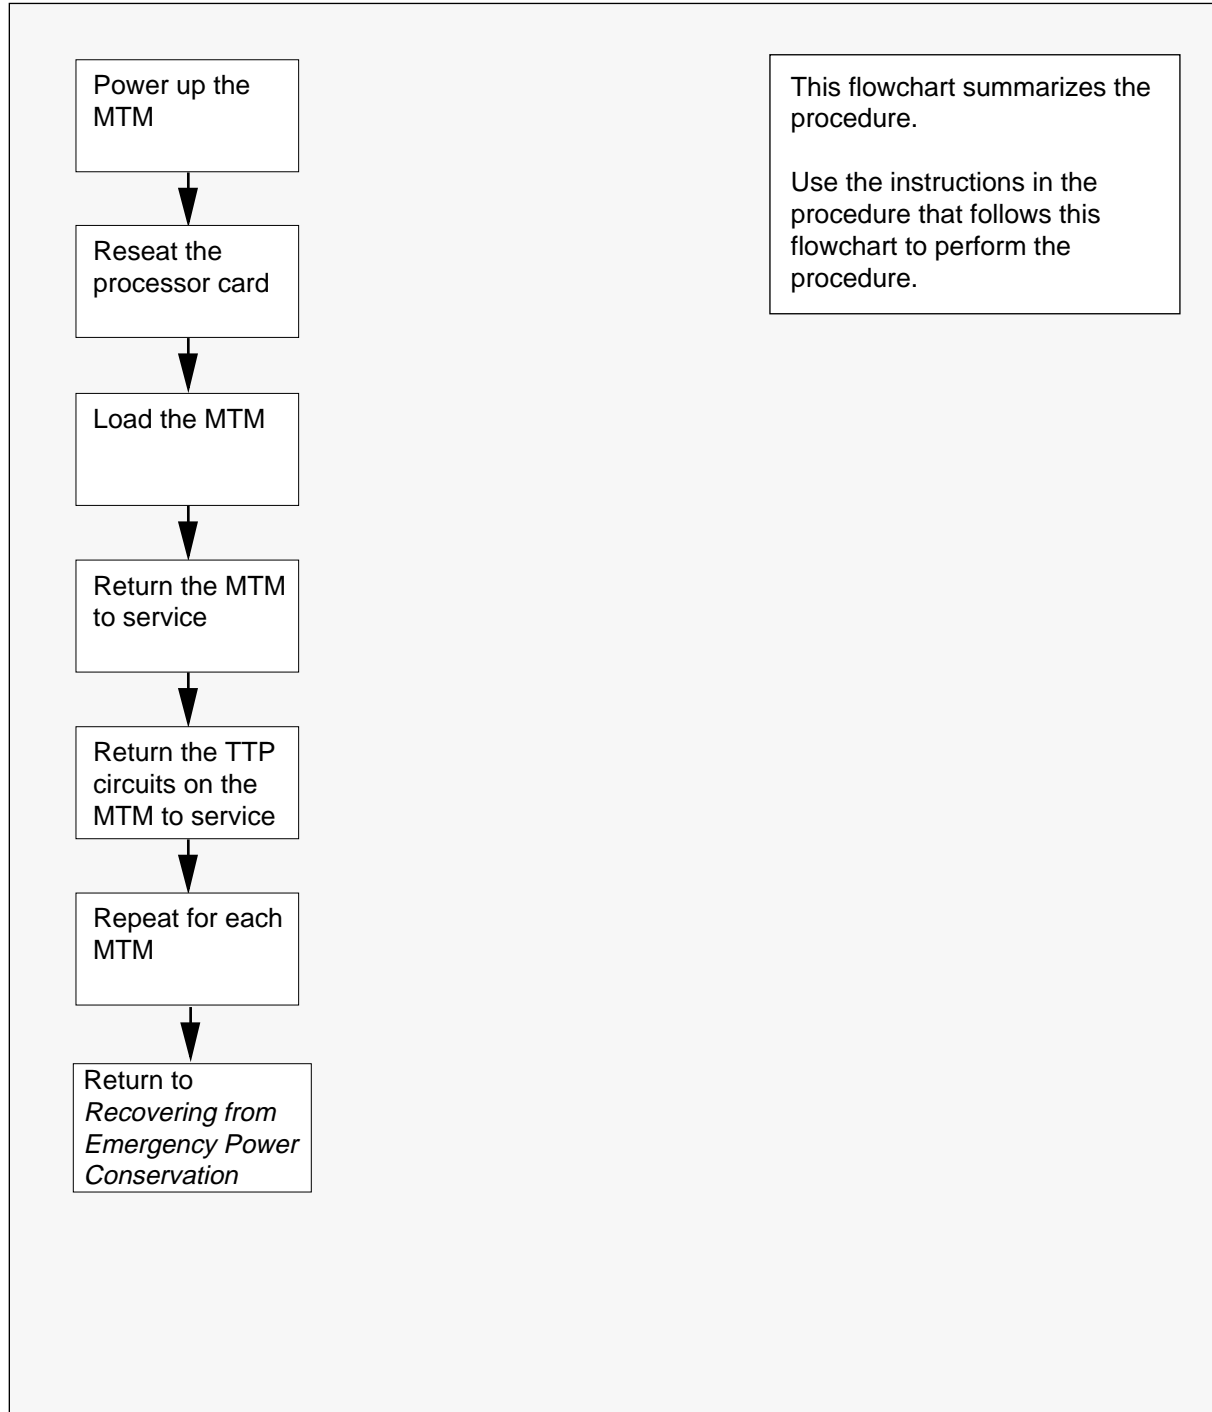 Power up the
MTM
Reseat the
processor card
Load the MTM
Return the MTM
to service
Return the TTP
circuits on the
MTM to service
Repeat for each
MTM
Return to
Recovering from
Emergency Power
Conservation
This flowchart summarizes the
procedure.
Use the instructions in the
procedure that follows this
flowchart to perform the
procedure.